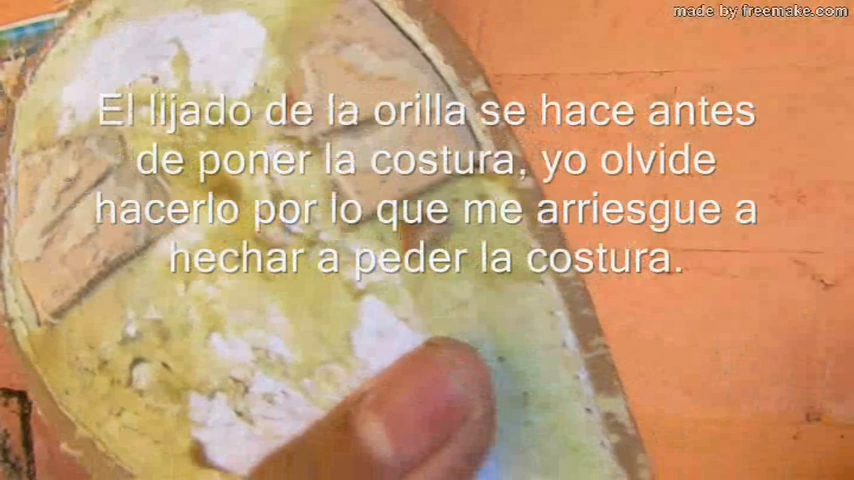 made by freemake.com
El lijado de la orilla se hace antes
de poner la costura, yo olvide
hacerlo por lo que me arriesgue a
hechar a peder la costura.